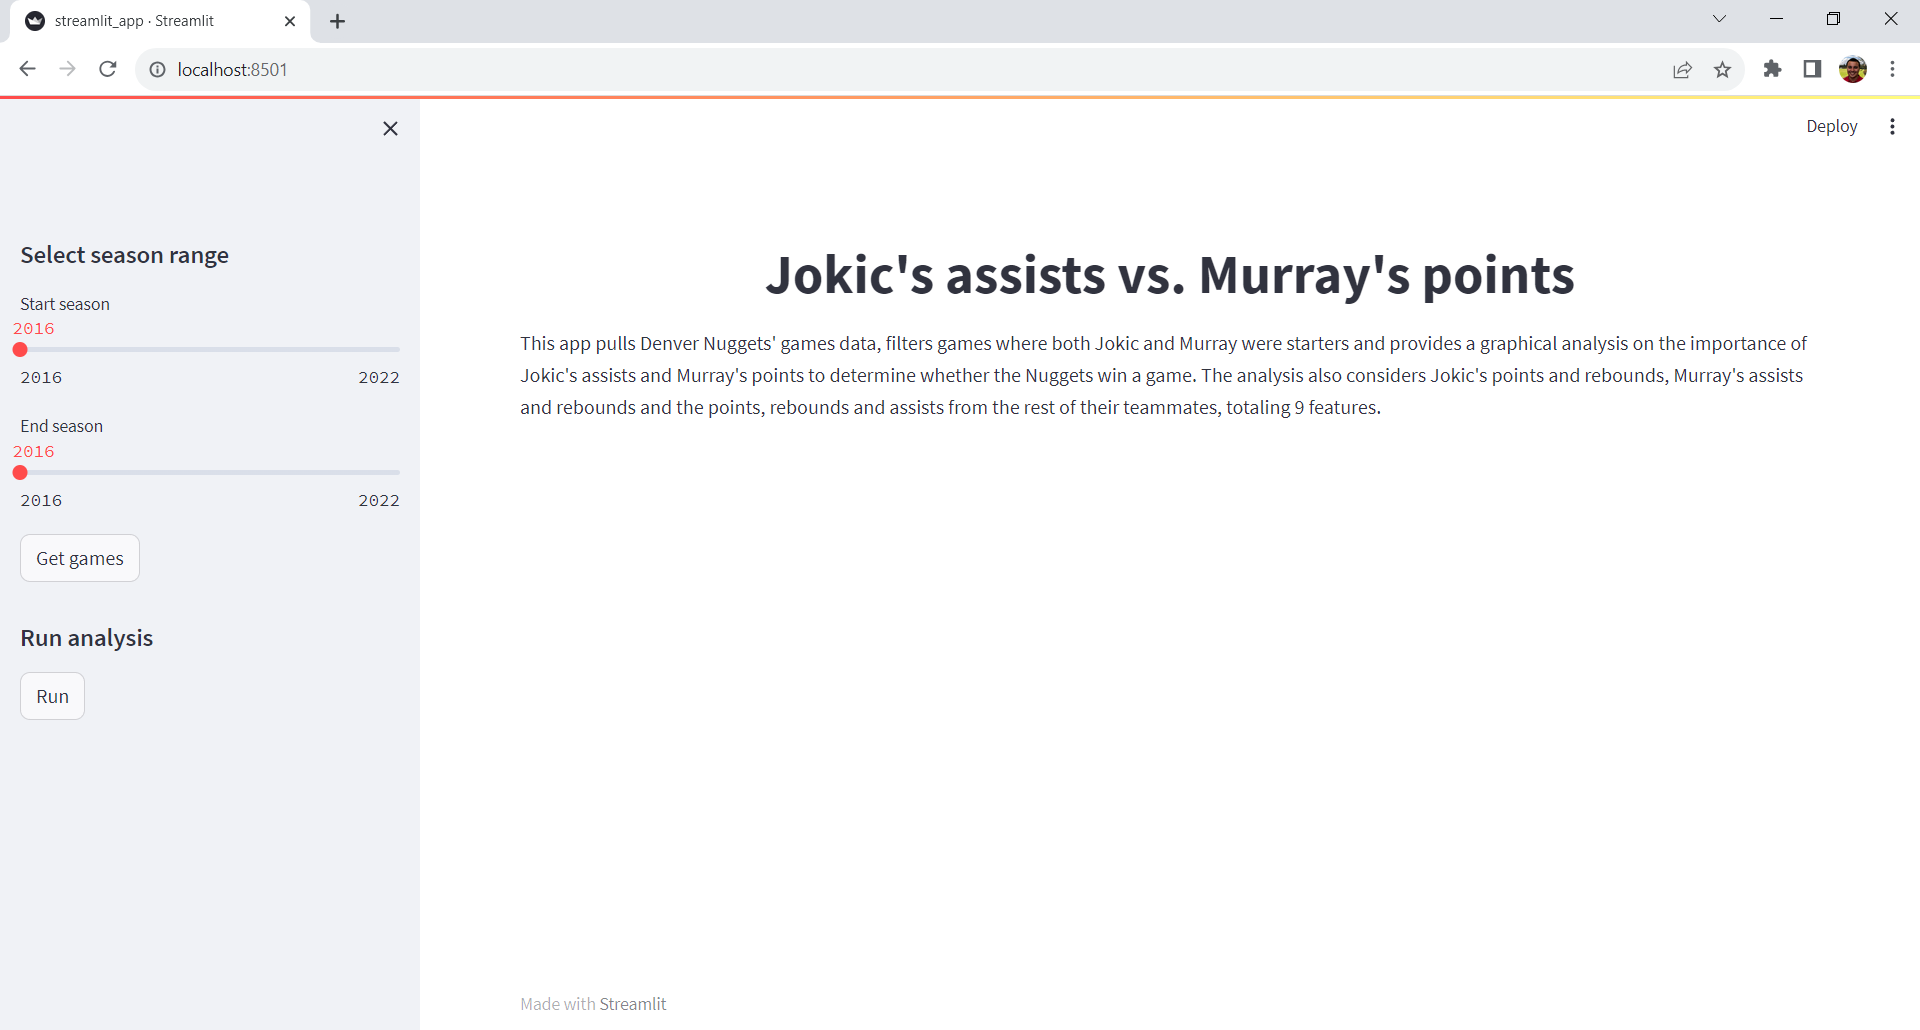 streamlit_app · Streamlit
localhost:8501
Deploy
Select season range
Start season
2016
2016 2022
End season
2016
2016 2022
Get games
Run analysis
Run
Jokic's assists vs. Murray's points
This app pulls Denver Nuggets' games data, filters games where both Jokic and Murray were starters and provides a graphical analysis on the importance of
Jokic's assists and Murray's points to determine whether the Nuggets win a game. The analysis also considers Jokic's points and rebounds, Murray's assists
and rebounds and the points, rebounds and assists from the rest of their teammates, totaling 9 features.
Made with Streamlit